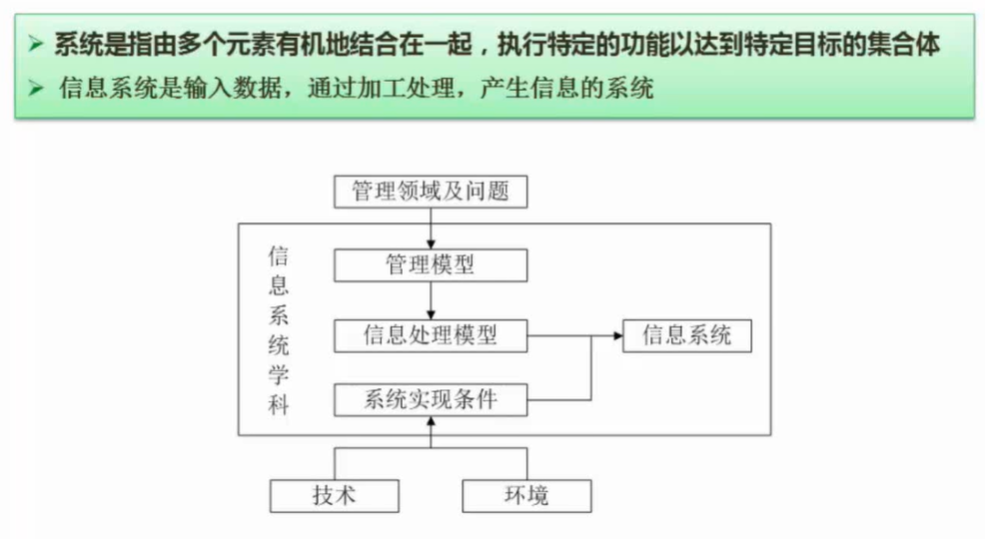 系统是指由多个元素有机地结合在一起，执行特定的功能以达到特定目标的集合体
信息系统是输入数据，通过加工处理，产生信息的系统
管理领域及问题
信息系统学科
管理模型
信息处理模型
信息系统
系统实现条件
技术
环境